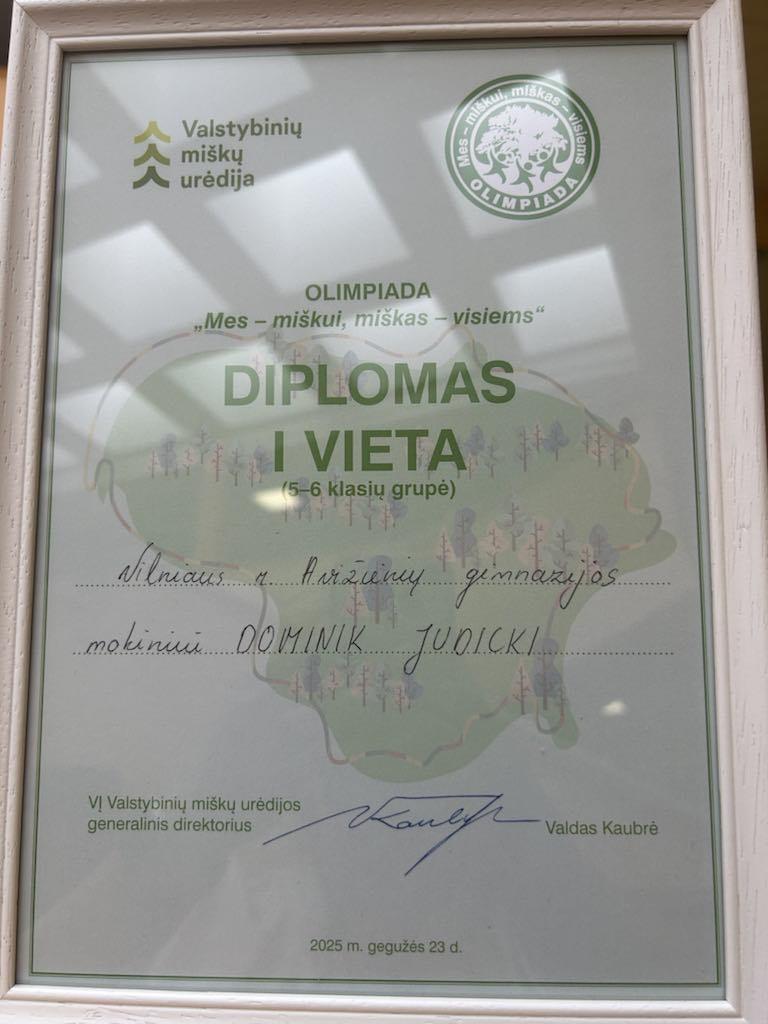 Valstybinių
miškų
urėdija
Mes – miškui, miškas – visiems
OLIMPIADA
OLIMPIADA
„Mes – miškui, miškas – visiems“
DIPLOMAS
I VIETA
(5–6 klasių grupė)
Vilniaus r. Avižienių gimnazijos
mokiniui DOMINIK JUDICKI
VĮ Valstybinių miškų urėdijos
generalinis direktorius
Valdas Kaubrė
2025 m. gegužės 23 d.